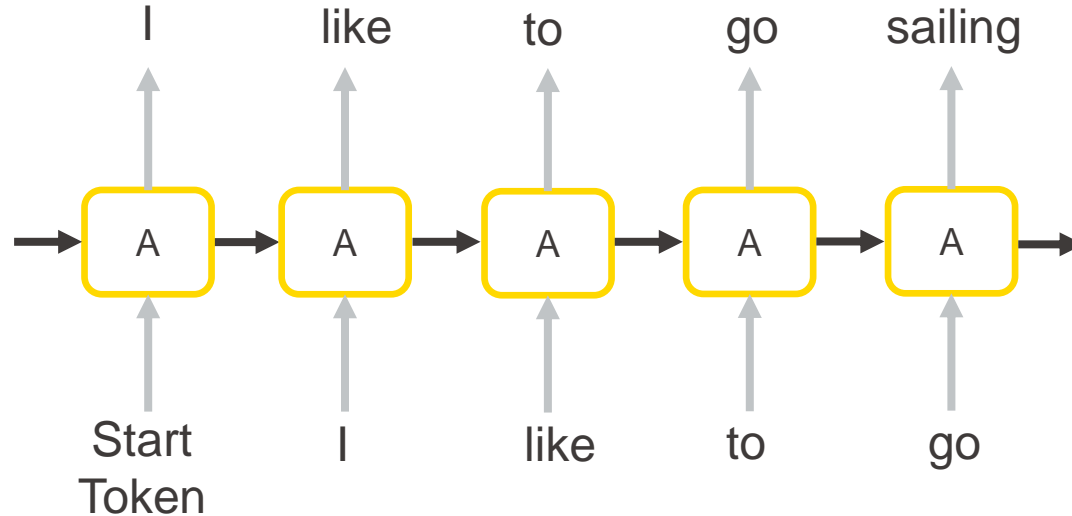 I like to go sailing
A A A A A
Start
Token
I like to go